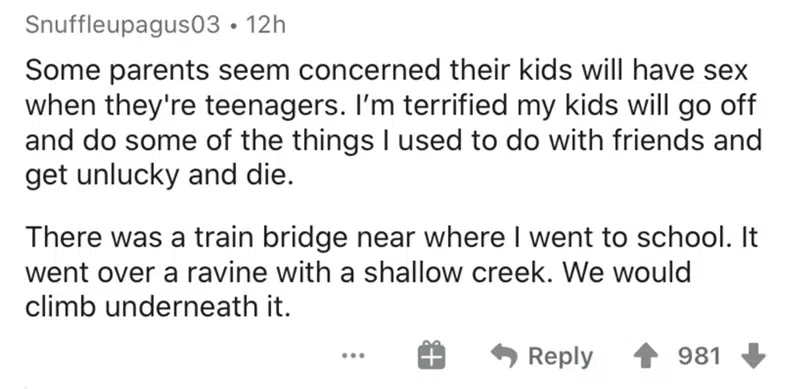 Snuffleupagus03 • 12h
Some parents seem concerned their kids will have sex
when they're teenagers. I’m terrified my kids will go off
and do some of the things I used to do with friends and
get unlucky and die.
There was a train bridge near where I went to school. It
went over a ravine with a shallow creek. We would
climb underneath it.
... Reply 981